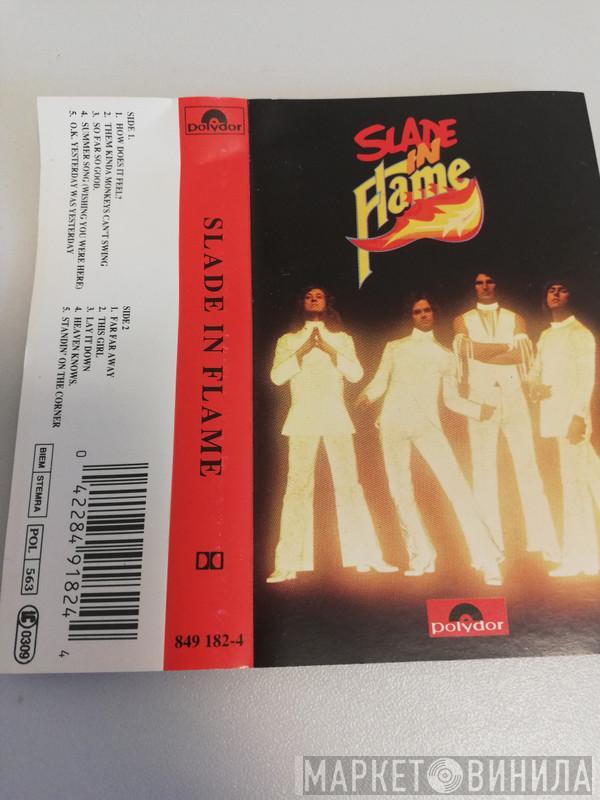 SIDE 1.
1. HOW DOES IT FEEL?
2. THEM KINDA MONKEYS CAN'T SWING
3. SO FAR SO GOOD.
4. SUMMER SONG (WISHING YOU WERE HERE)
5. O.K. YESTERDAY WAS YESTERDAY
SIDE 2
1. FAR FAR AWAY
2. THIS GIRL
3. LAY IT DOWN
4. HEAVEN KNOWS.
5. STANDIN' ON THE CORNER
BIEM STEMRA
POL 563
LC 0309
0 42284 91824 4
polydor
SLADE IN FLAME
849 182-4
SLADE
IN
Flame
polydor
МАРКЕТ ВИНИЛА